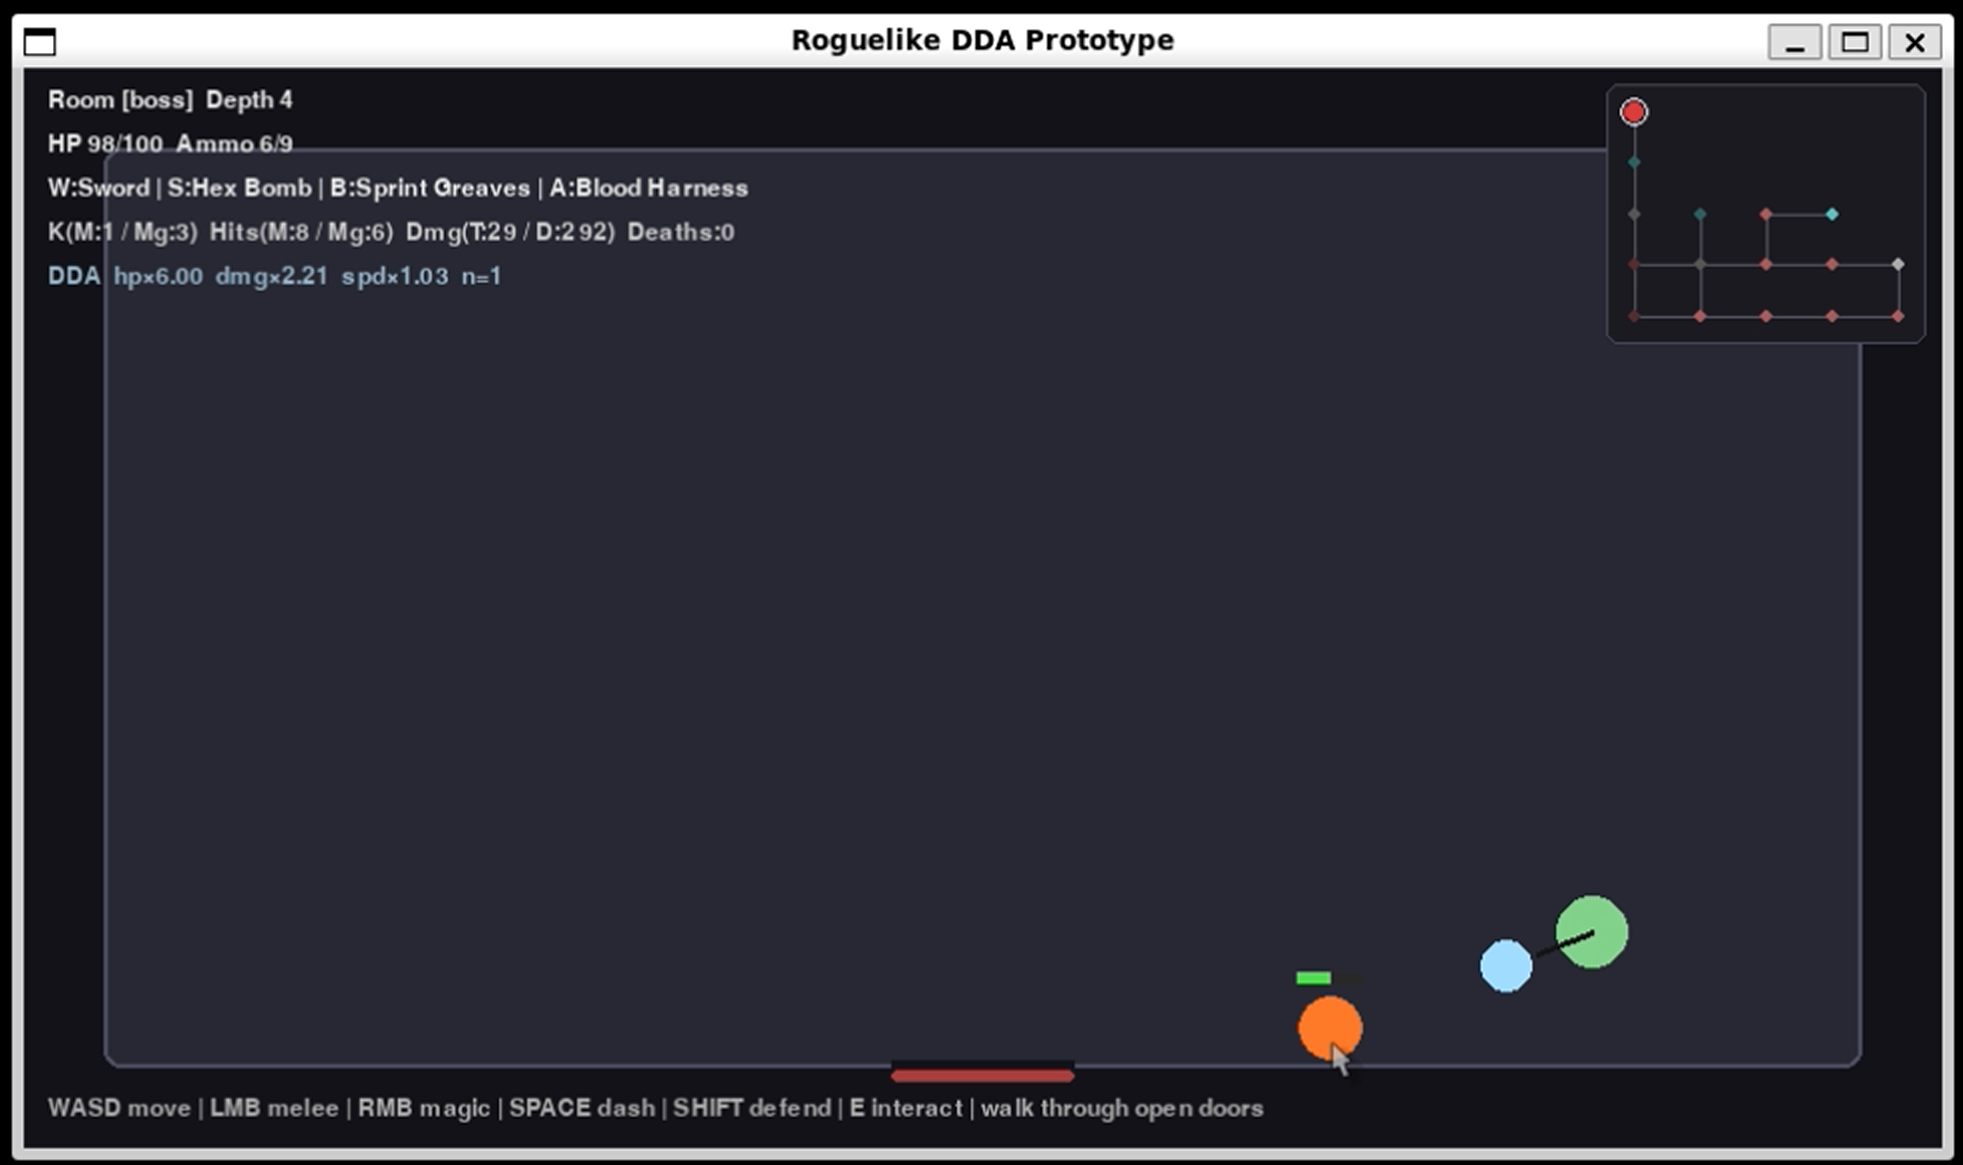 Roguelike DDA Prototype
Room [boss]  Depth 4
HP 98/100  Ammo 6/9
W:Sword | S:Hex Bomb | B:Sprint Greaves | A:Blood Harness
K(M:1 / Mg:3)  Hits(M:8 / Mg:6)  Dmg(T:29 / D:292)  Deaths:0
DDA  hp×6.00  dmg×2.21  spd×1.03  n=1
WASD move | LMB melee | RMB magic | SPACE dash | SHIFT defend | E interact | walk through open doors